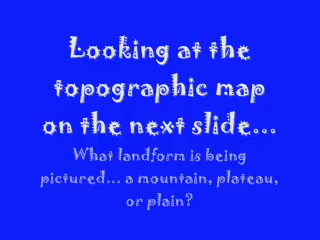 Looking at the
topographic map
on the next slide...
What landform is being
pictured... a mountain, plateau,
or plain?